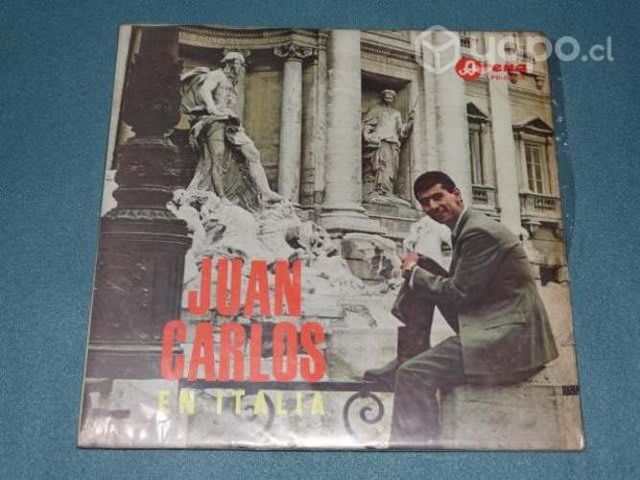 yapo.cl
Arena
JUAN
CARLOS
EN ITALIA